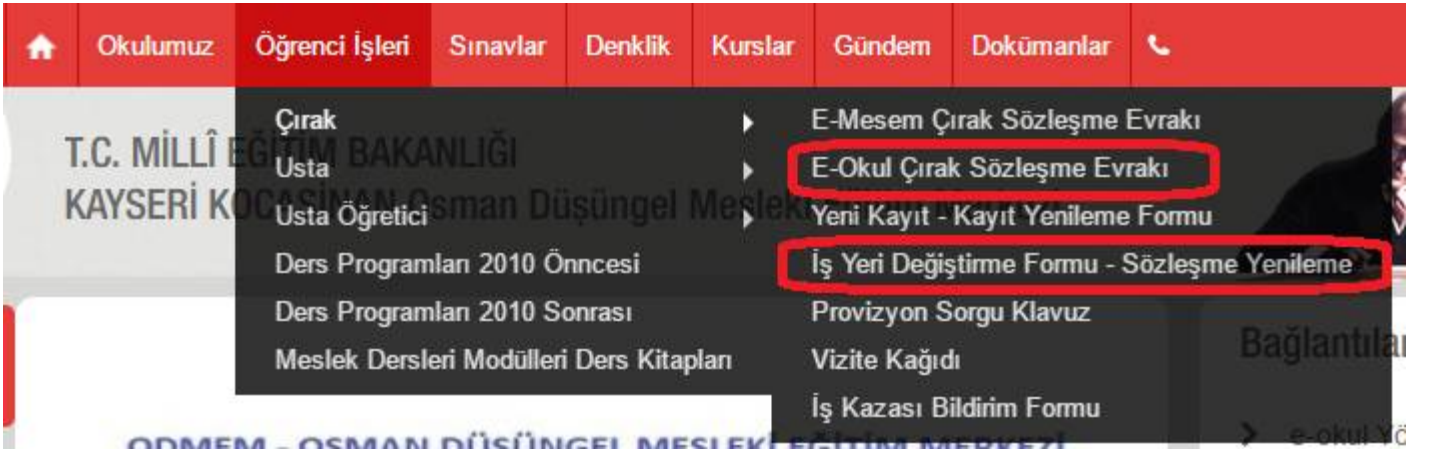 Okulumuz Öğrenci İşleri Sınavlar Denklik Kurslar Gündem Dokümanlar
Çırak
Usta
Usta Öğretici
Ders Programları 2010 Önncesi
Ders Programları 2010 Sonrası
Meslek Dersleri Modülleri Ders Kitapları
E-Mesem Çırak Sözleşme Evrakı
E-Okul Çırak Sözleşme Evrakı
Yeni Kayıt - Kayıt Yenileme Formu
İş Yeri Değiştirme Formu - Sözleşme Yenileme
Provizyon Sorgu Klavuz
Vizite Kağıdı
İş Kazası Bildirim Formu
T.C. MİLLÎ EĞİTİM BAKANLIĞI
KAYSERİ KOCASİNAN Osman Düşüngel Mesleki
Bağlantılar
e-okul
ODMEM - OSMAN DÜŞÜNGEL MESLEKİ EĞİTİM MERKEZİ